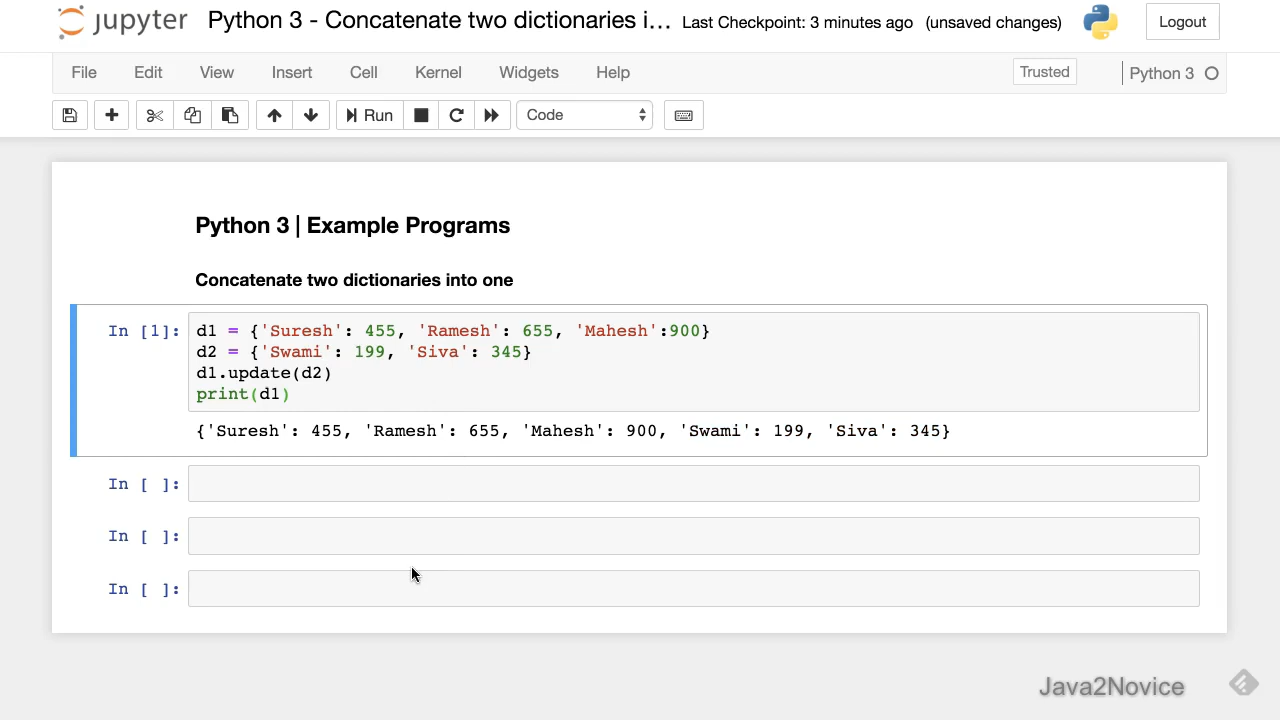 jupyter Python 3 - Concatenate two dictionaries i... Last Checkpoint: 3 minutes ago (unsaved changes) Logout
File Edit View Insert Cell Kernel Widgets Help Trusted Python 3
Run Code
Python 3 | Example Programs
Concatenate two dictionaries into one
In [1]: d1 = {'Suresh': 455, 'Ramesh': 655, 'Mahesh':900}
d2 = {'Swami': 199, 'Siva': 345}
d1.update(d2)
print(d1)
{'Suresh': 455, 'Ramesh': 655, 'Mahesh': 900, 'Swami': 199, 'Siva': 345}
In [ ]:
In [ ]:
In [ ]:
Java2Novice